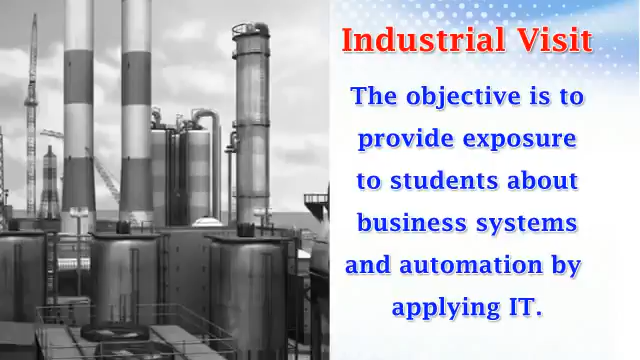 Industrial Visit
The objective is to
provide exposure
to students about
business systems
and automation by
applying IT.